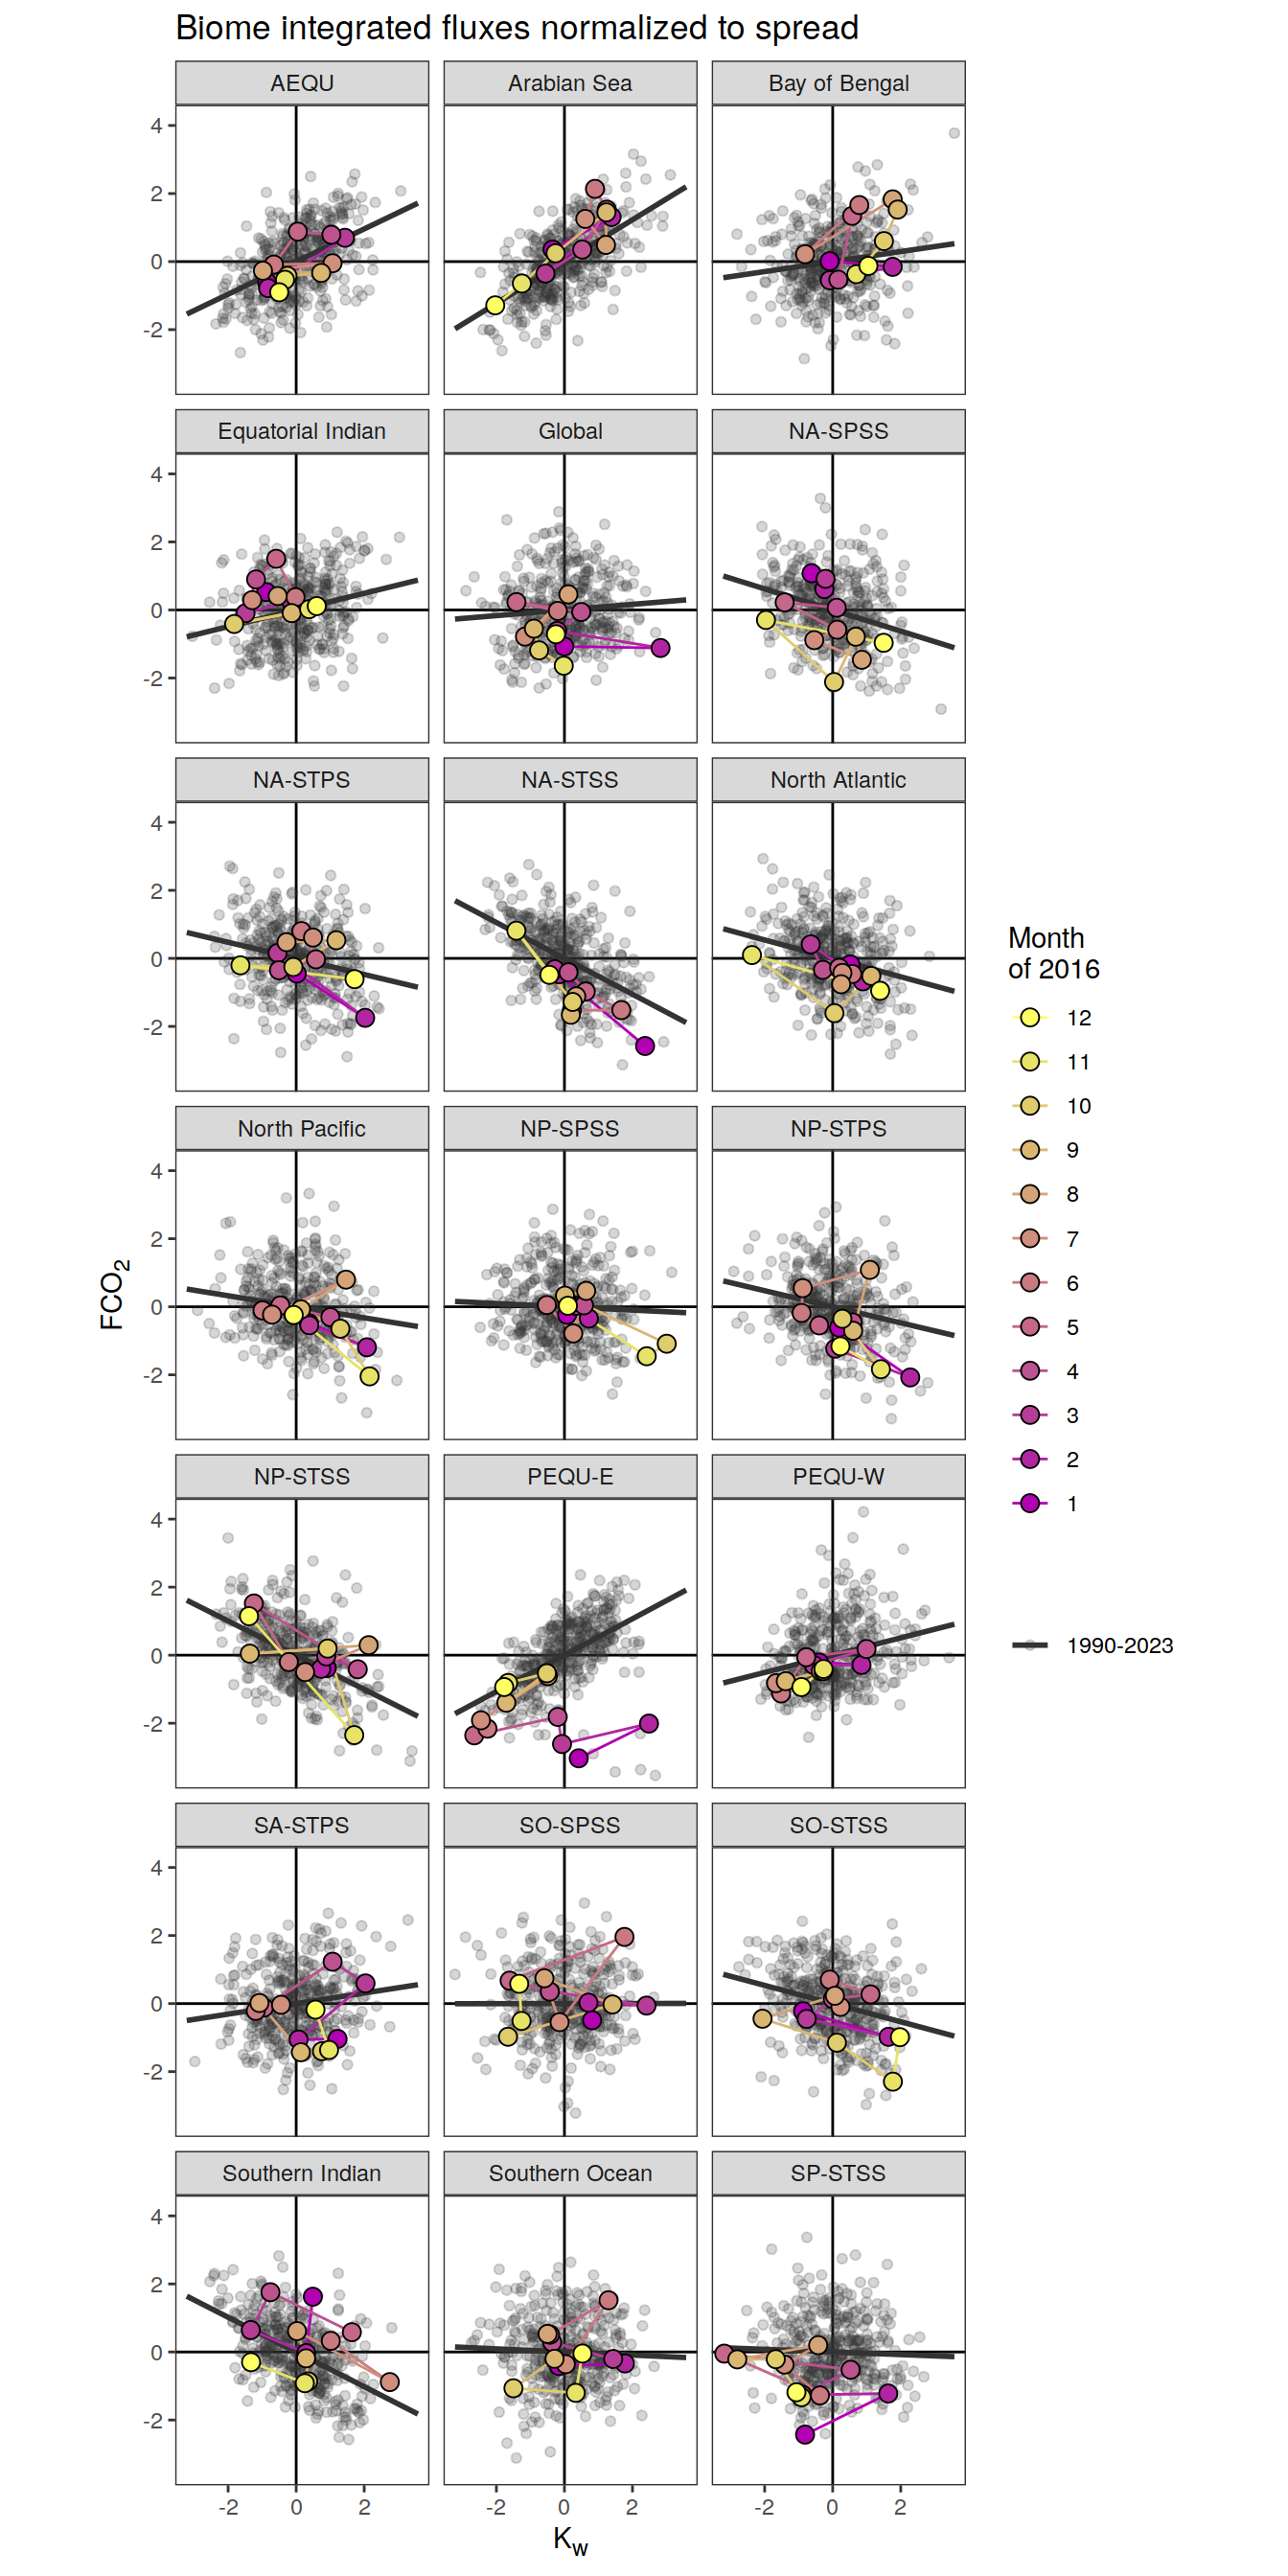 Biome integrated fluxes normalized to spread
AEQU
Arabian Sea
Bay of Bengal
4
2
0
-2
Equatorial Indian
Global
NA-SPSS
4
2
0
-2
NA-STPS
NA-STSS
North Atlantic
4
2
0
-2
North Pacific
NP-SPSS
NP-STPS
4
2
0
-2
NP-STSS
PEQU-E
PEQU-W
4
2
0
-2
SA-STPS
SO-SPSS
SO-STSS
4
2
0
-2
Southern Indian
Southern Ocean
SP-STSS
4
2
0
-2
-2 0 2
-2 0 2
-2 0 2
Kw
FCO2
Month
of 2016
12
11
10
9
8
7
6
5
4
3
2
1
1990-2023